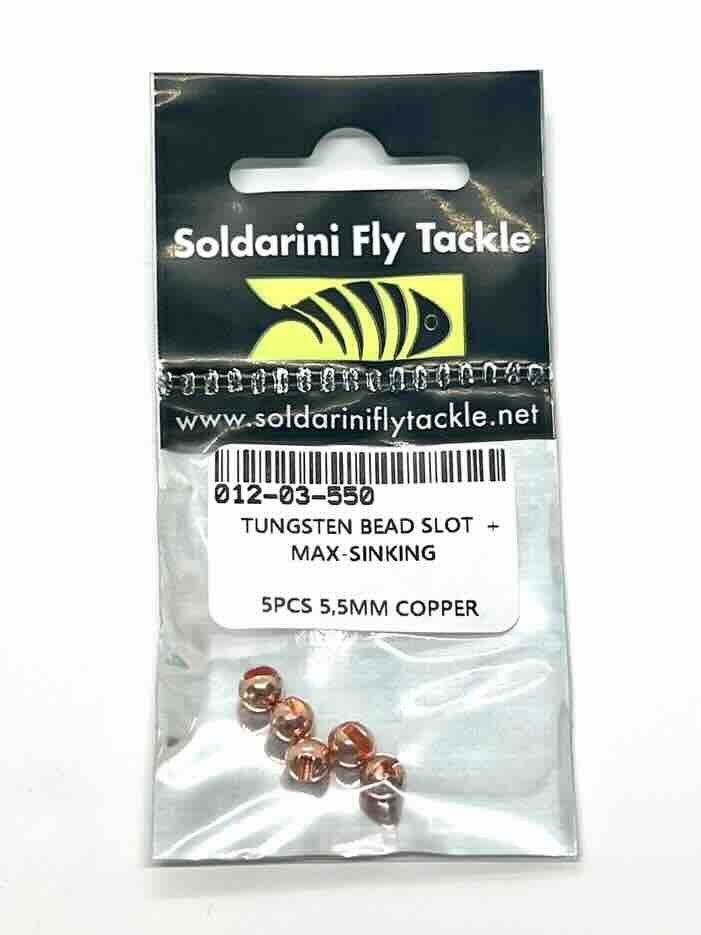 Soldarini Fly Tackle
www.soldariniflytackle.net
012-03-550
TUNGSTEN BEAD SLOT +
MAX-SINKING
5PCS 5,5MM COPPER